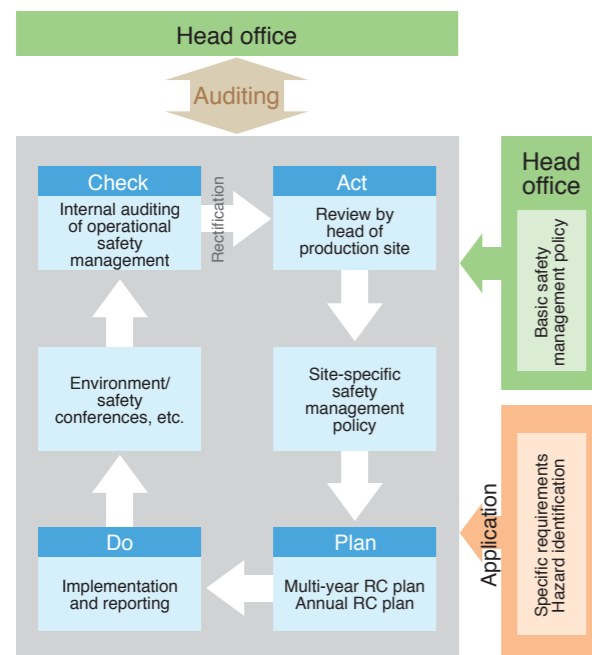 Head office
Auditing
Check
Internal auditing
of operational
safety
management
Rectification
Act
Review by
head of
production site
Head
office
Basic safety
management policy
Environment/
safety
conferences, etc.
Site-specific
safety
management
policy
Do
Implementation
and reporting
Plan
Multi-year RC plan
Annual RC plan
Application
Specific requirements
Hazard identification